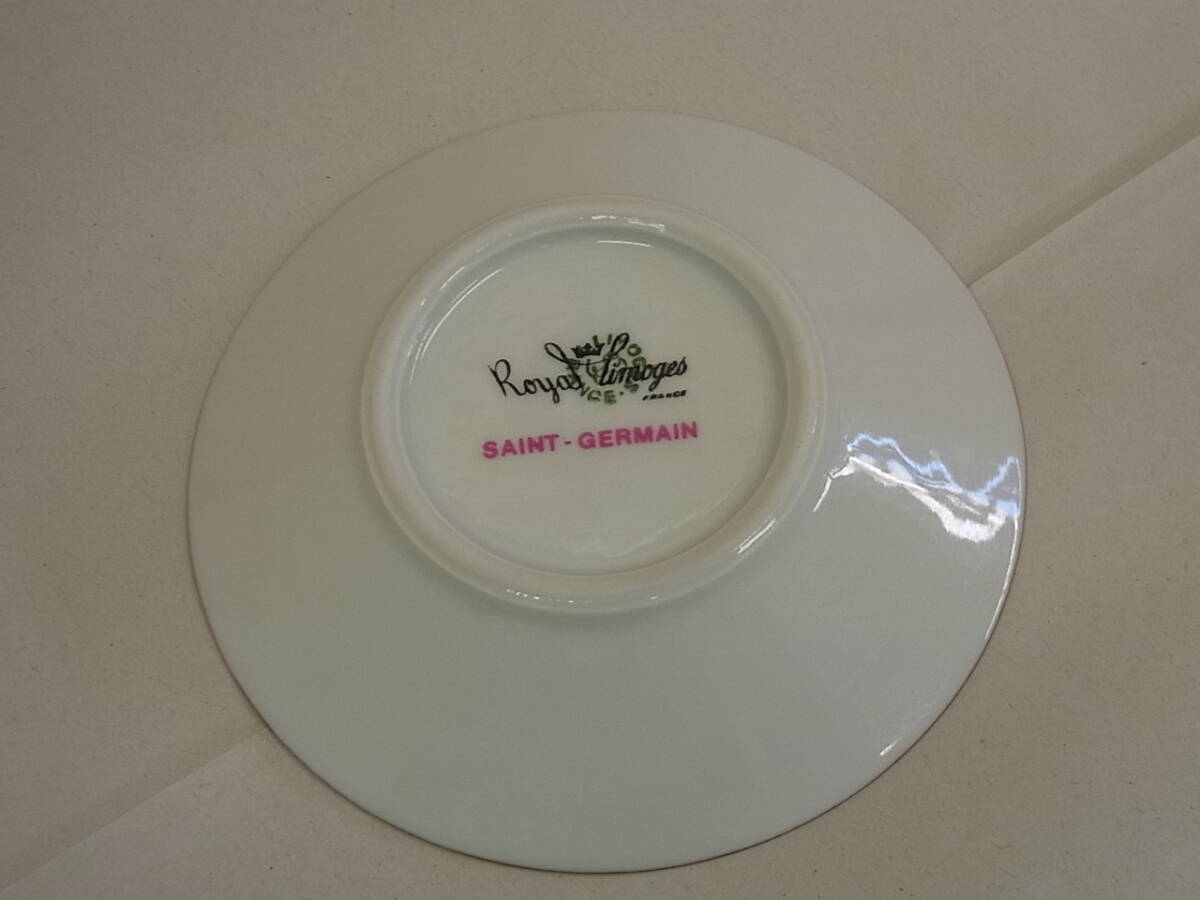 Royal Limoges
FRANCE
SAINT - GERMAIN